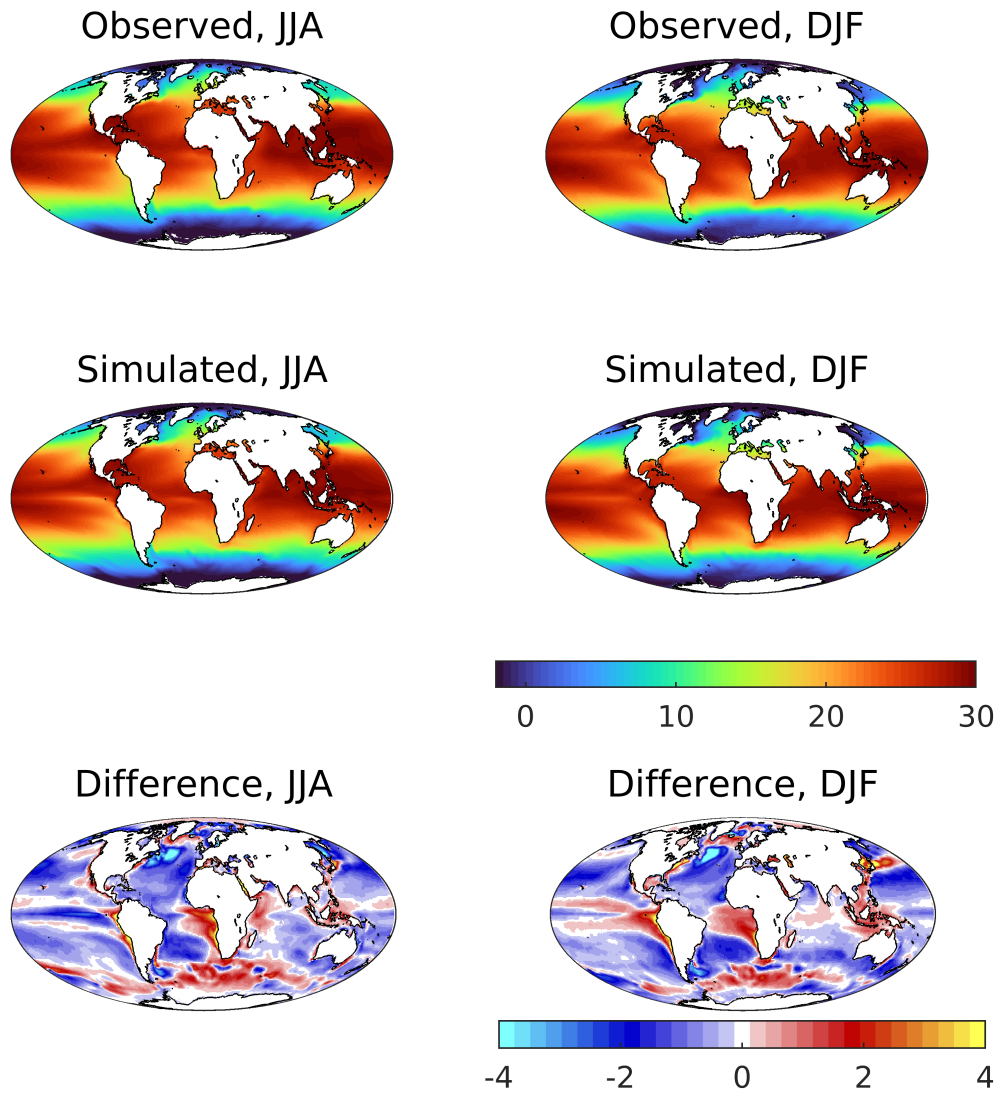 Observed, JJA
Observed, DJF
Simulated, JJA
Simulated, DJF
0 10 20 30
Difference, JJA
Difference, DJF
-4 -2 0 2 4